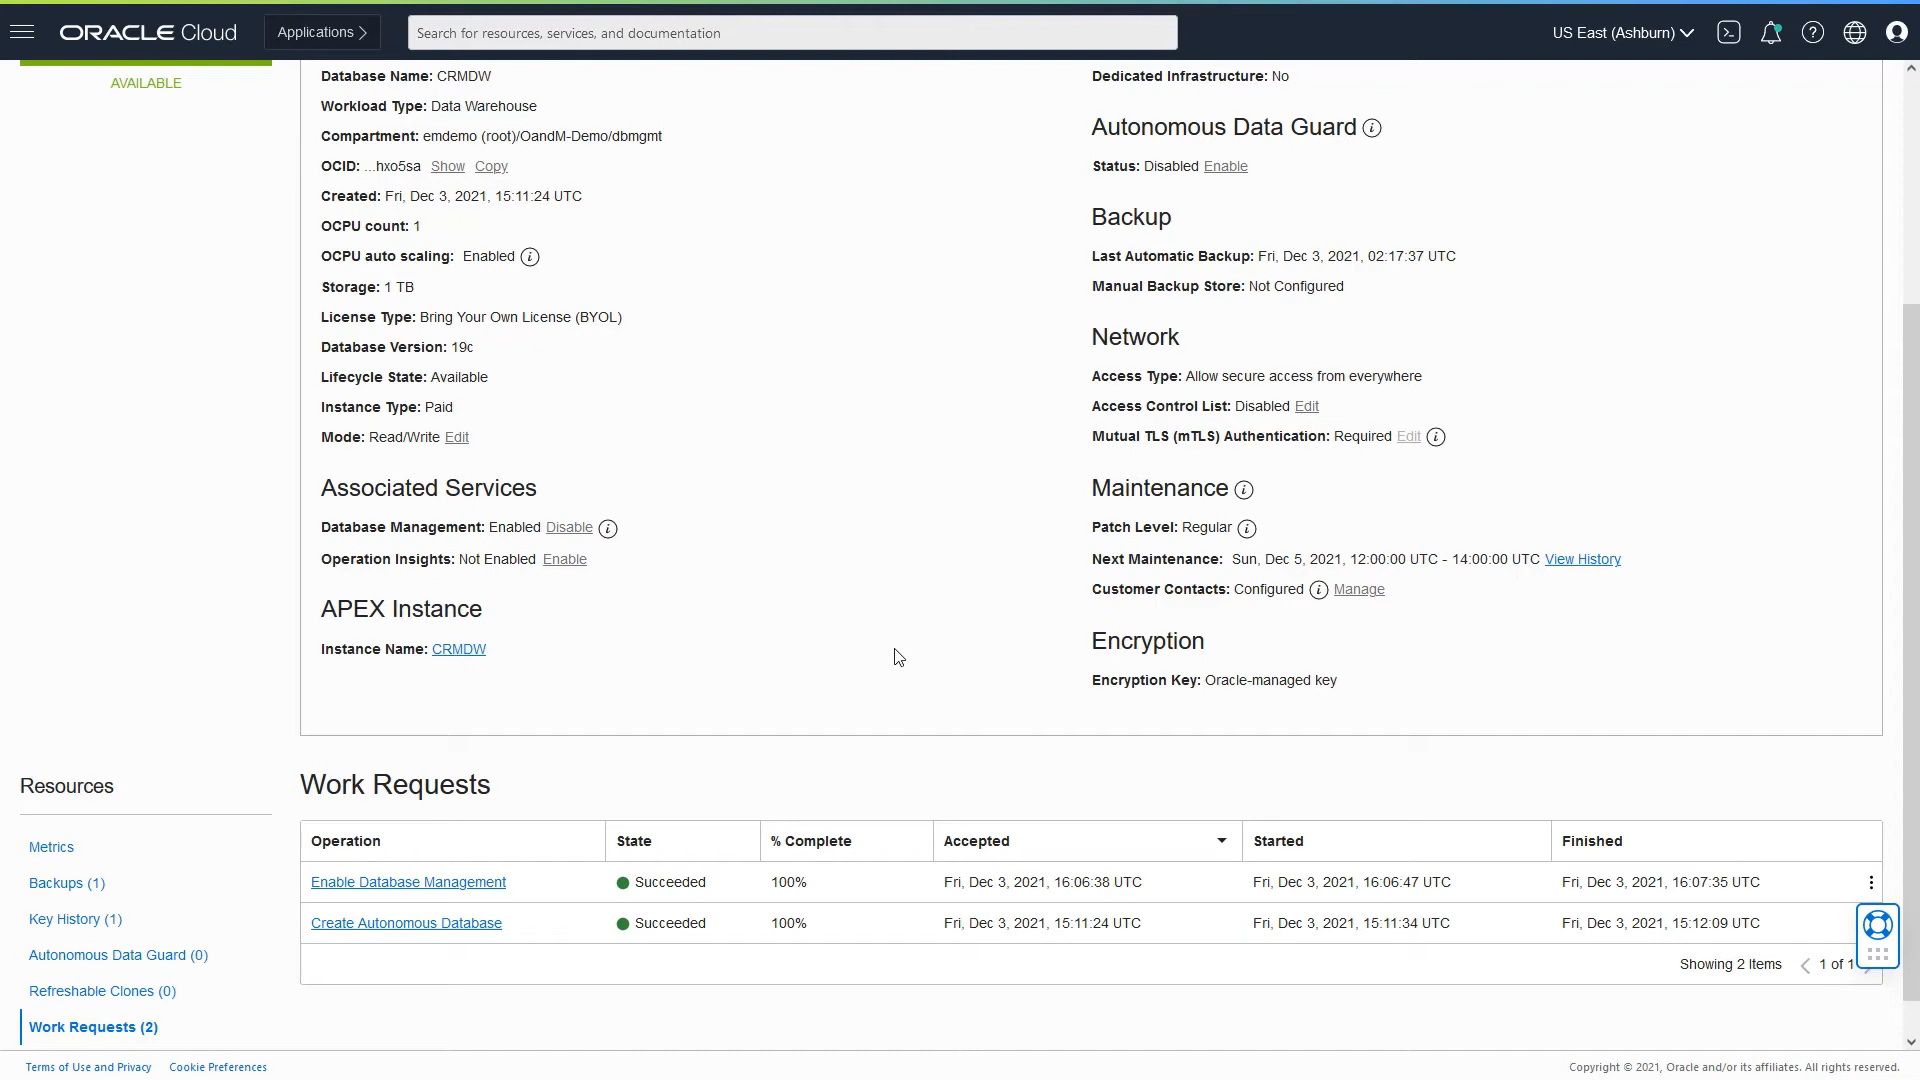 ORACLE Cloud
Applications
Search for resources, services, and documentation
US East (Ashburn)
AVAILABLE
Database Name: CRMDW
Workload Type: Data Warehouse
Compartment: emdemo (root)/OandM-Demo/dbmgmt
OCID: ...hxo5sa Show Copy
Created: Fri, Dec 3, 2021, 15:11:24 UTC
OCPU count: 1
OCPU auto scaling: Enabled
Storage: 1 TB
License Type: Bring Your Own License (BYOL)
Database Version: 19c
Lifecycle State: Available
Instance Type: Paid
Mode: Read/Write Edit
Associated Services
Database Management: Enabled Disable
Operation Insights: Not Enabled Enable
APEX Instance
Instance Name: CRMDW
Dedicated Infrastructure: No
Autonomous Data Guard
Status: Disabled Enable
Backup
Last Automatic Backup: Fri, Dec 3, 2021, 02:17:37 UTC
Manual Backup Store: Not Configured
Network
Access Type: Allow secure access from everywhere
Access Control List: Disabled Edit
Mutual TLS (mTLS) Authentication: Required Edit
Maintenance
Patch Level: Regular
Next Maintenance: Sun, Dec 5, 2021, 12:00:00 UTC - 14:00:00 UTC View History
Customer Contacts: Configured Manage
Encryption
Encryption Key: Oracle-managed key
Resources
Metrics
Backups (1)
Key History (1)
Autonomous Data Guard (0)
Refreshable Clones (0)
Work Requests (2)
Work Requests
Operation State % Complete Accepted Started Finished
Enable Database Management Succeeded 100% Fri, Dec 3, 2021, 16:06:38 UTC Fri, Dec 3, 2021, 16:06:47 UTC Fri, Dec 3, 2021, 16:07:35 UTC
Create Autonomous Database Succeeded 100% Fri, Dec 3, 2021, 15:11:24 UTC Fri, Dec 3, 2021, 15:11:34 UTC Fri, Dec 3, 2021, 15:12:09 UTC
Showing 2 Items 1 of 1
Terms of Use and Privacy Cookie Preferences
Copyright © 2021, Oracle and/or its affiliates. All rights reserved.